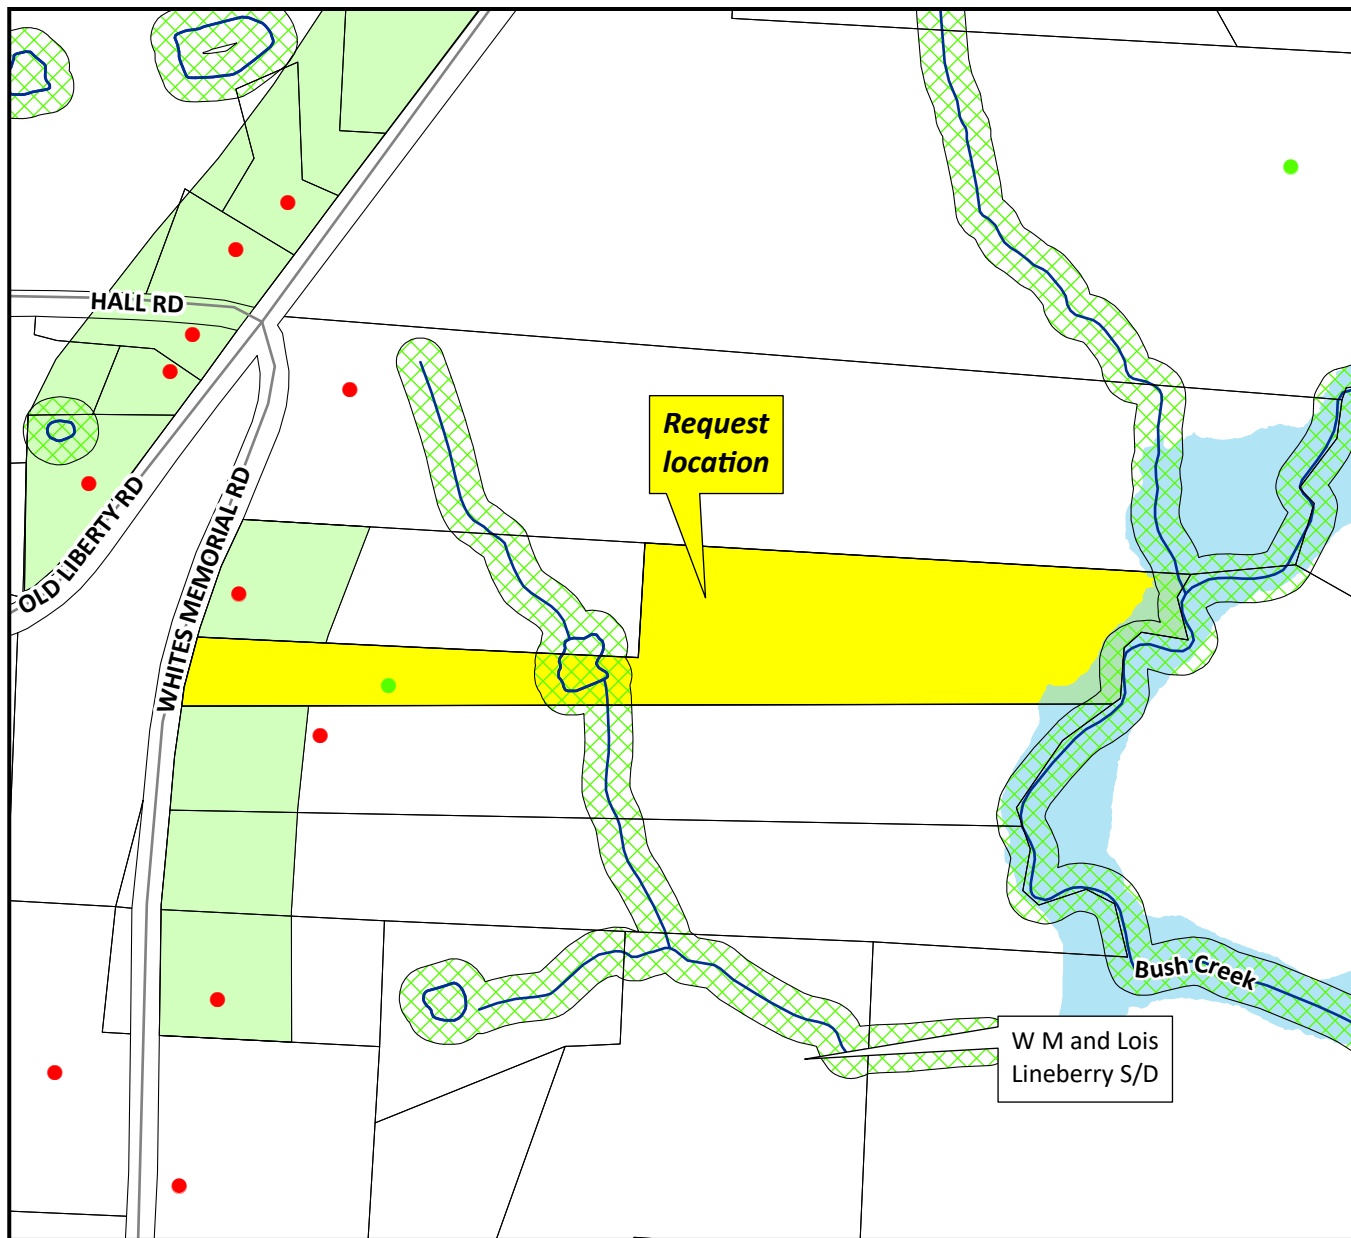 HALL RD
Request
location
OLD LIBERTY RD
WHITES MEMORIAL RD
Bush Creek
W M and Lois
Lineberry S/D